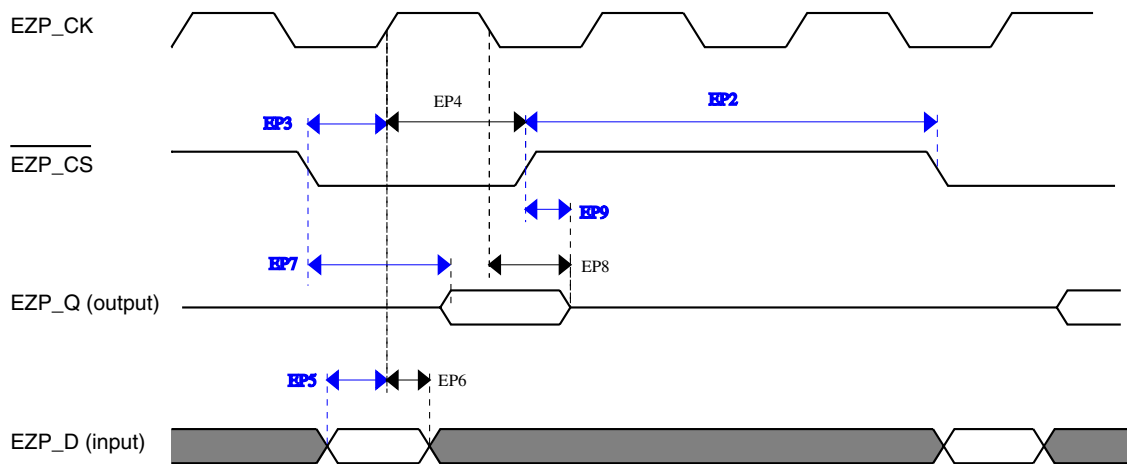 EZP_CK
EP4
EP2
EP3
EZP_CS
EP9
EP7
EP8
EZP_Q (output)
EP5
EP6
EZP_D (input)